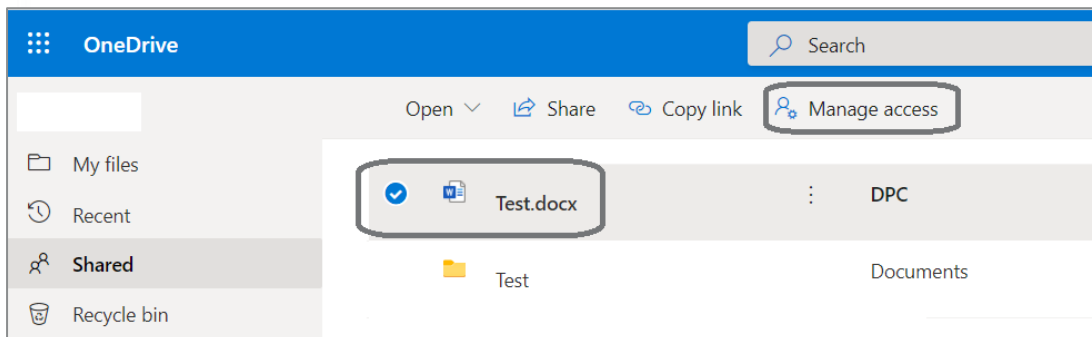 OneDrive
Search
Open Share Copy link Manage access
My files
Recent
Shared
Recycle bin
Test.docx DPC
Test Documents